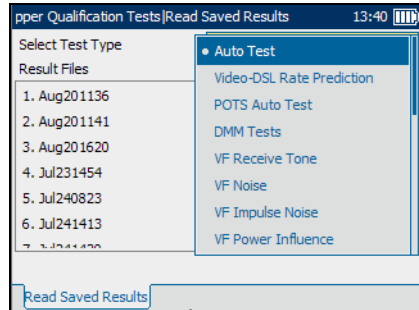 pper Qualification Tests|Read Saved Results 13:40
Select Test Type
Result Files
1. Aug201136
2. Aug201141
3. Aug201620
4. Jul231454
5. Jul240823
6. Jul241413
• Auto Test
Video-DSL Rate Prediction
POTS Auto Test
DMM Tests
VF Receive Tone
VF Noise
VF Impulse Noise
VF Power Influence
Read Saved Results